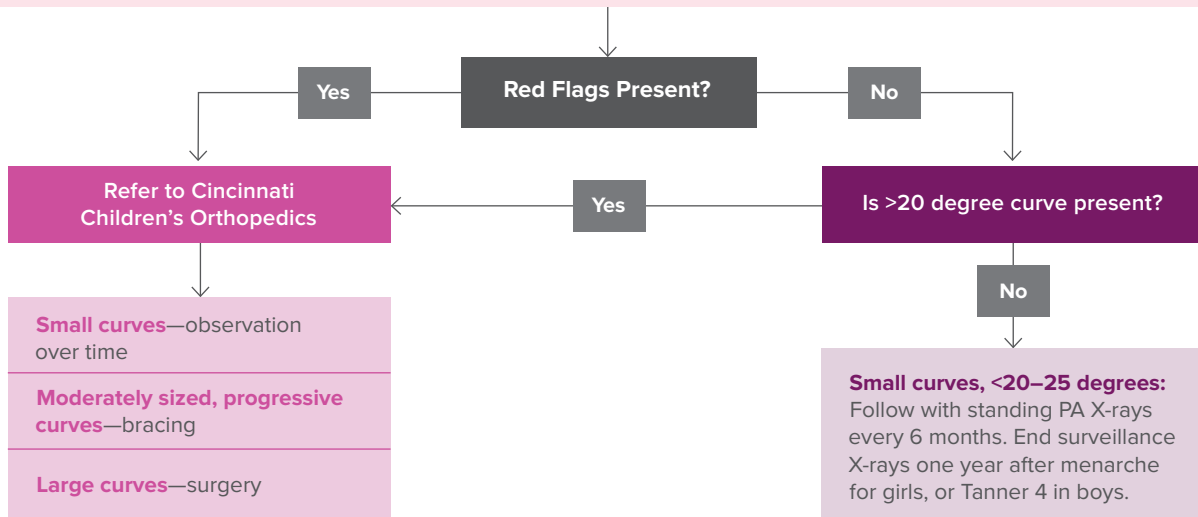 Red Flags Present?
Yes
No
Refer to Cincinnati
Children’s Orthopedics
Yes
Is >20 degree curve present?
No
Small curves—observation
over time
Moderately sized, progressive
curves—bracing
Large curves—surgery
Small curves, <20–25 degrees:
Follow with standing PA X-rays
every 6 months. End surveillance
X-rays one year after menarche
for girls, or Tanner 4 in boys.